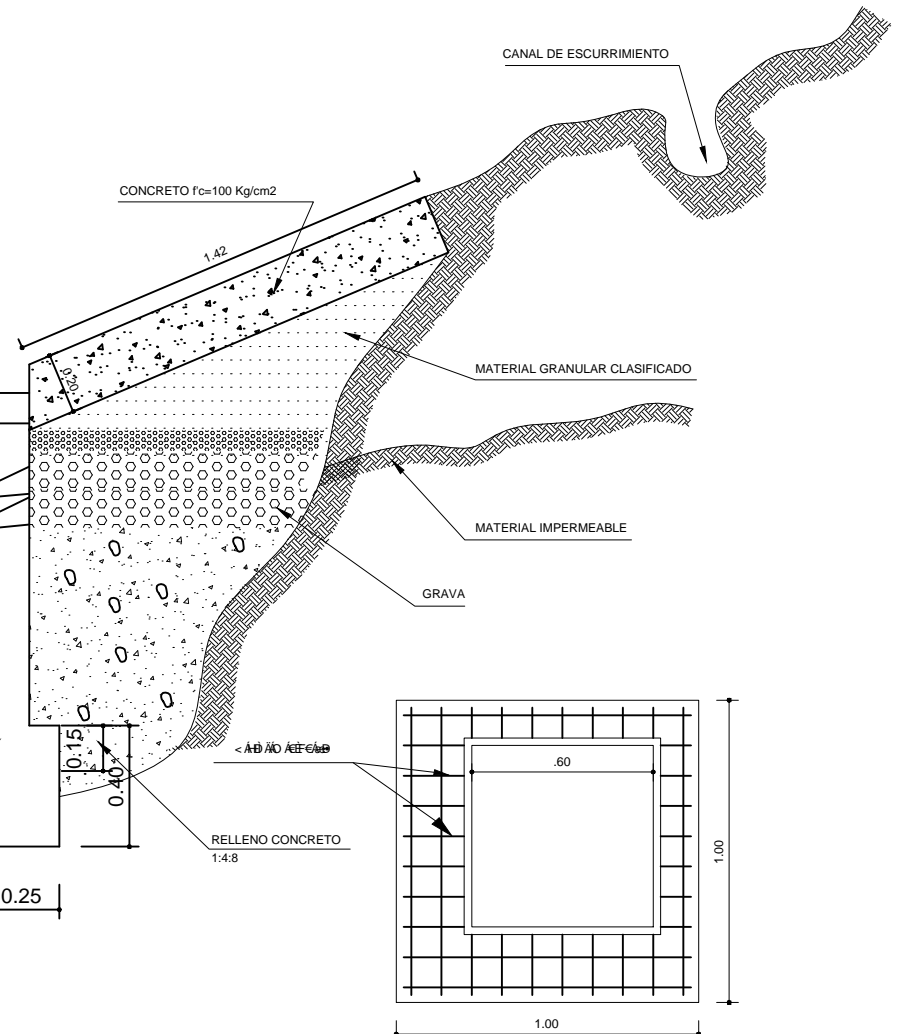 CANAL DE ESCURRIMIENTO
CONCRETO f'c=100 Kg/cm2
1.42
0.20
MATERIAL GRANULAR CLASIFICADO
MATERIAL IMPERMEABLE
GRAVA
0.15
0.40
.60
RELLENO CONCRETO
1:4:8
1.00
0.25
1.00